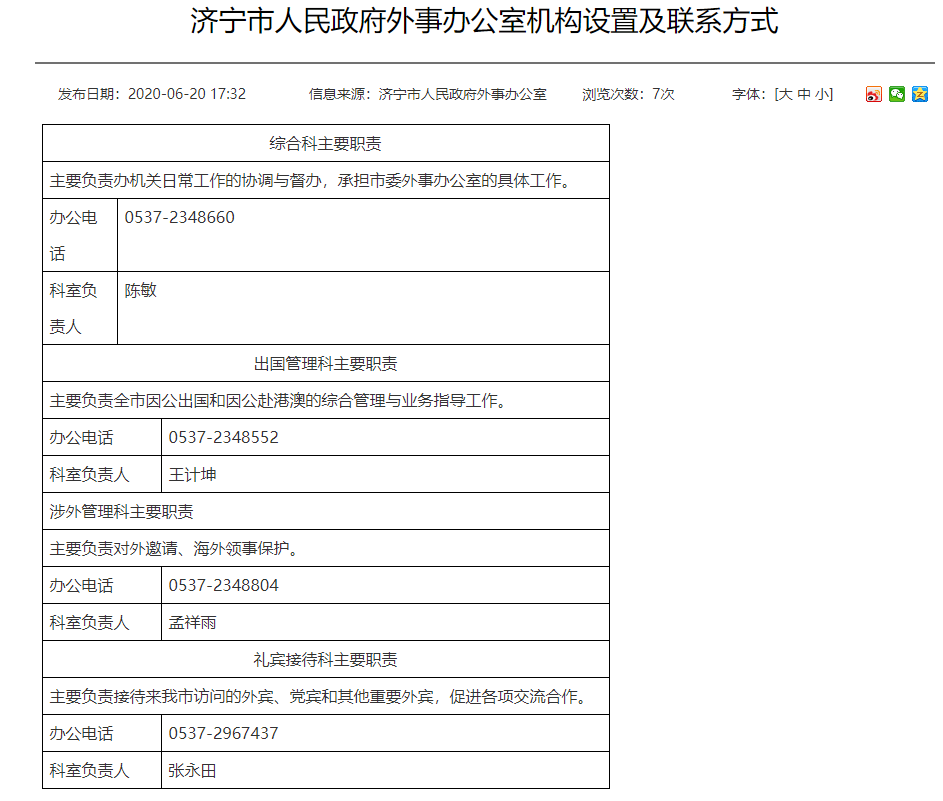 济宁市人民政府外事办公室机构设置及联系方式
发布日期：2020-06-20 17:32 信息来源：济宁市人民政府外事办公室 浏览次数：7次 字体：[大 中 小]
综合科主要职责
主要负责办机关日常工作的协调与督办，承担市委外事办公室的具体工作。
办公电
话
0537-2348660
科室负
责人
陈敏
出国管理科主要职责
主要负责全市因公出国和因公赴港澳的综合管理与业务指导工作。
办公电话 0537-2348552
科室负责人 王计坤
涉外管理科主要职责
主要负责对外邀请、海外领事保护。
办公电话 0537-2348804
科室负责人 孟祥雨
礼宾接待科主要职责
主要负责接待来我市访问的外宾、党宾和其他重要外宾，促进各项交流合作。
办公电话 0537-2967437
科室负责人 张永田